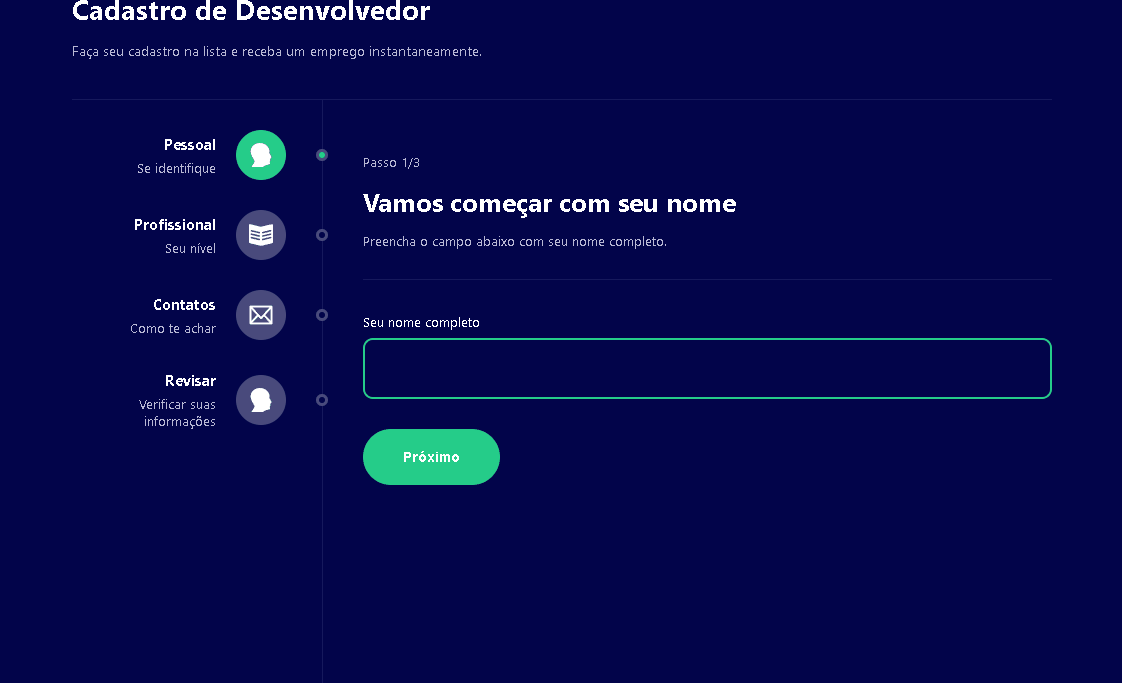 Cadastro de Desenvolvedor
Faça seu cadastro na lista e receba um emprego instantaneamente.
Pessoal
Se identifique
Profissional
Seu nível
Contatos
Como te achar
Revisar
Verificar suas
informações
Passo 1/3
Vamos começar com seu nome
Preencha o campo abaixo com seu nome completo.
Seu nome completo
Próximo